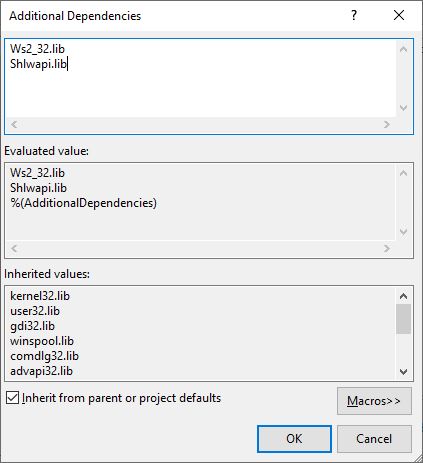 Additional Dependencies
?
Ws2_32.lib
Shlwapi.lib
Evaluated value:
Ws2_32.lib
Shlwapi.lib
%(AdditionalDependencies)
Inherited values:
kernel32.lib
user32.lib
gdi32.lib
winspool.lib
comdlg32.lib
advapi32.lib
Inherit from parent or project defaults
Macros>>
OK
Cancel